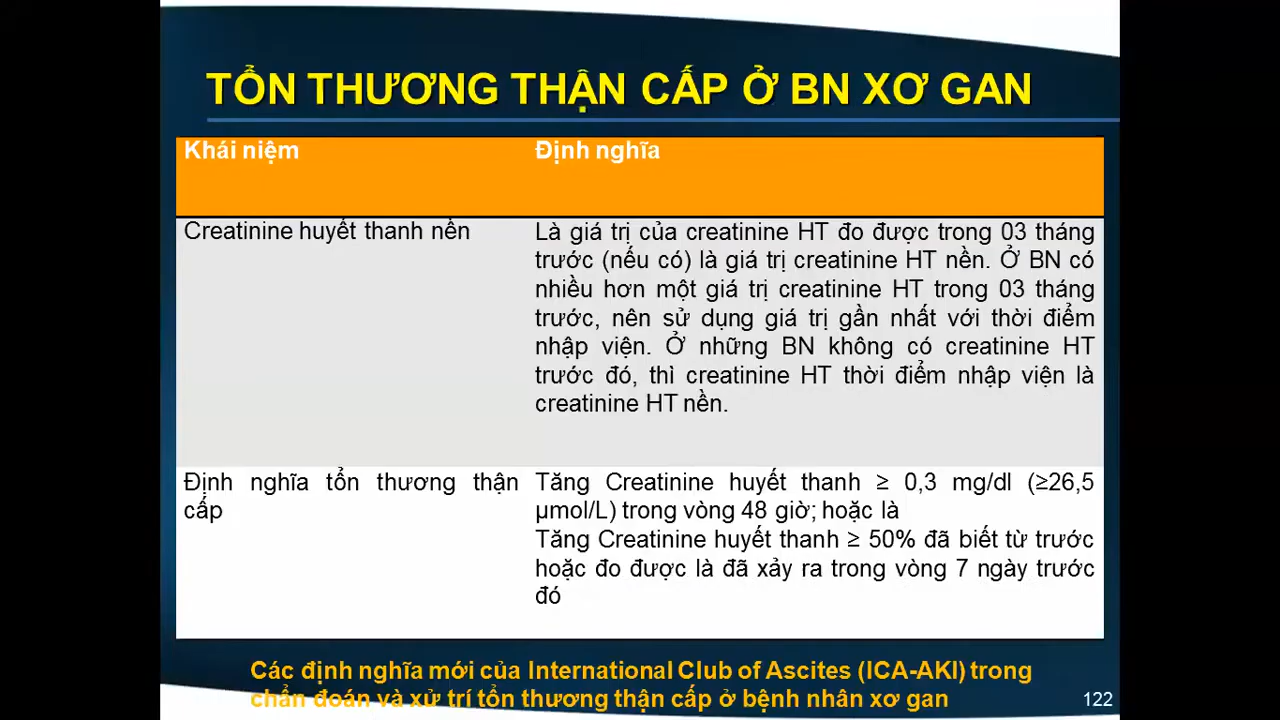 TỔN THƯƠNG THẬN CẤP Ở BN XƠ GAN
Khái niệm
Định nghĩa
Creatinine huyết thanh nền
Là giá trị của creatinine HT đo được trong 03 tháng
trước (nếu có) là giá trị creatinine HT nền. Ở BN có
nhiều hơn một giá trị creatinine HT trong 03 tháng
trước, nên sử dụng giá trị gần nhất với thời điểm
nhập viện. Ở những BN không có creatinine HT
trước đó, thì creatinine HT thời điểm nhập viện là
creatinine HT nền.
Định nghĩa tổn thương thận
cấp
Tăng Creatinine huyết thanh ≥ 0,3 mg/dl (≥26,5
µmol/L) trong vòng 48 giờ; hoặc là
Tăng Creatinine huyết thanh ≥ 50% đã biết từ trước
hoặc đo được là đã xảy ra trong vòng 7 ngày trước
đó
Các định nghĩa mới của International Club of Ascites (ICA-AKI) trong
chẩn đoán và xử trí tổn thương thận cấp ở bệnh nhân xơ gan
122